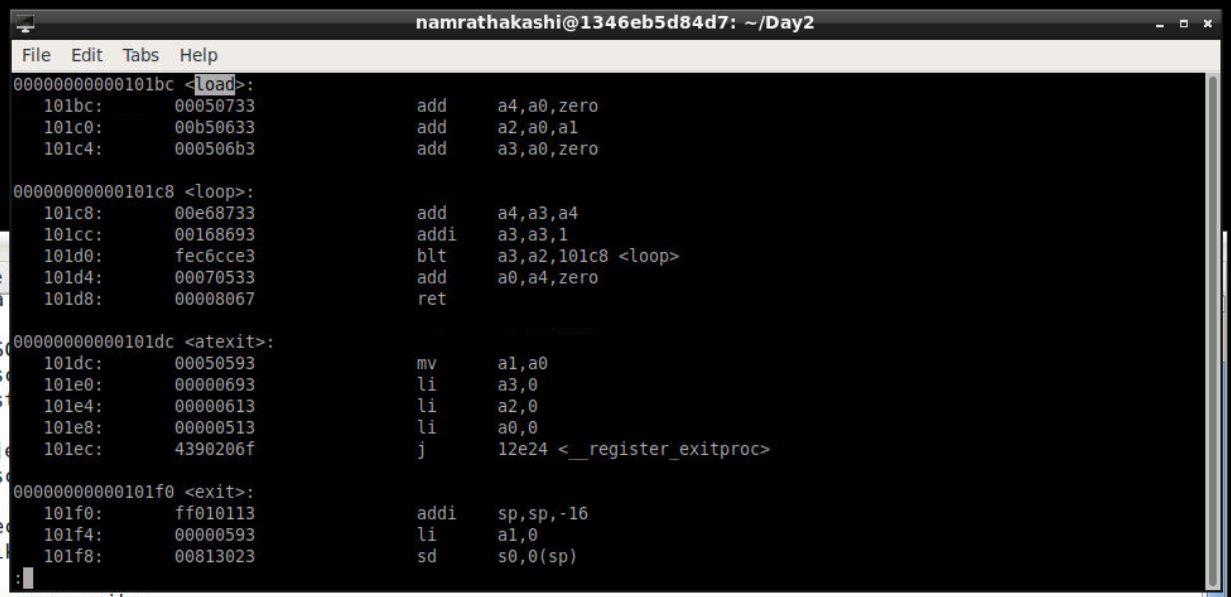 namrathakashi@1346eb5d84d7: ~/Day2
File Edit Tabs Help
00000000000101bc <load>:
101bc: 00050733 add a4,a0,zero
101c0: 00b50633 add a2,a0,a1
101c4: 000506b3 add a3,a0,zero
00000000000101c8 <loop>:
101c8: 00e68733 add a4,a3,a4
101cc: 00168693 addi a3,a3,1
101d0: fec6cce3 blt a3,a2,101c8 <loop>
101d4: 00070533 add a0,a4,zero
101d8: 00008067 ret
00000000000101dc <atexit>:
101dc: 00050593 mv a1,a0
101e0: 00000693 li a3,0
101e4: 00000613 li a2,0
101e8: 00000513 li a0,0
101ec: 4390206f j 12e24 <__register_exitproc>
00000000000101f0 <exit>:
101f0: ff010113 addi sp,sp,-16
101f4: 00000593 li a1,0
101f8: 00813023 sd s0,0(sp)
: